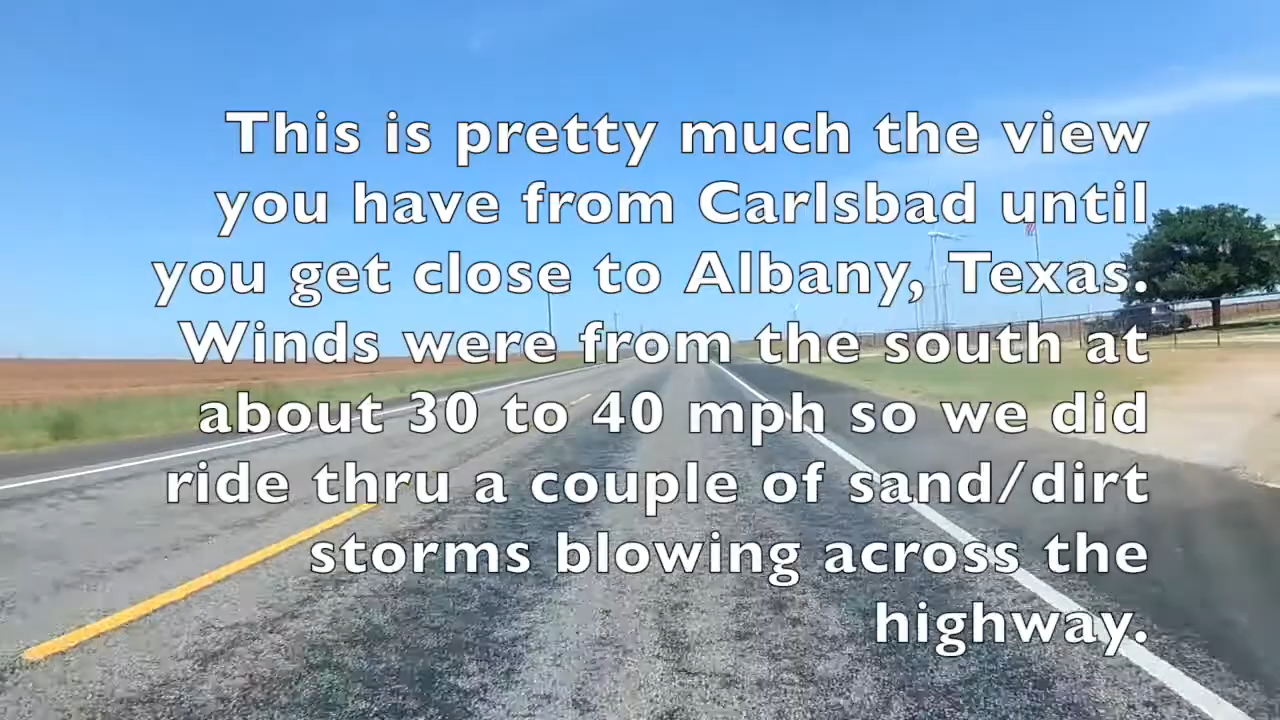 This is pretty much the view
you have from Carlsbad until
you get close to Albany, Texas.
Winds were from the south at
about 30 to 40 mph so we did
ride thru a couple of sand/dirt
storms blowing across the
highway.